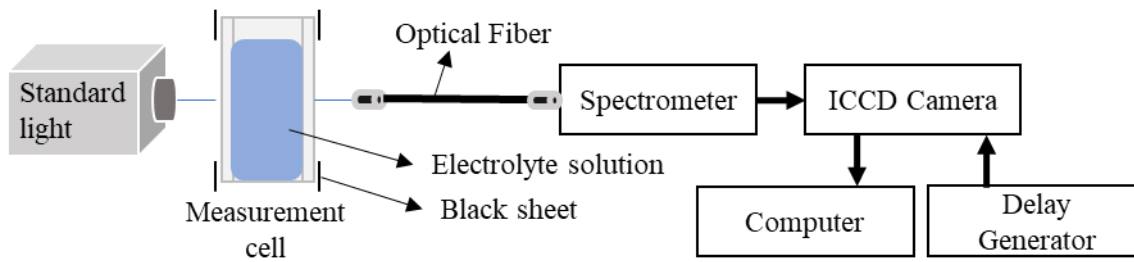 Optical Fiber
Standard
light
Spectrometer
ICCD Camera
Electrolyte solution
Black sheet
Measurement
cell
Computer
Delay
Generator